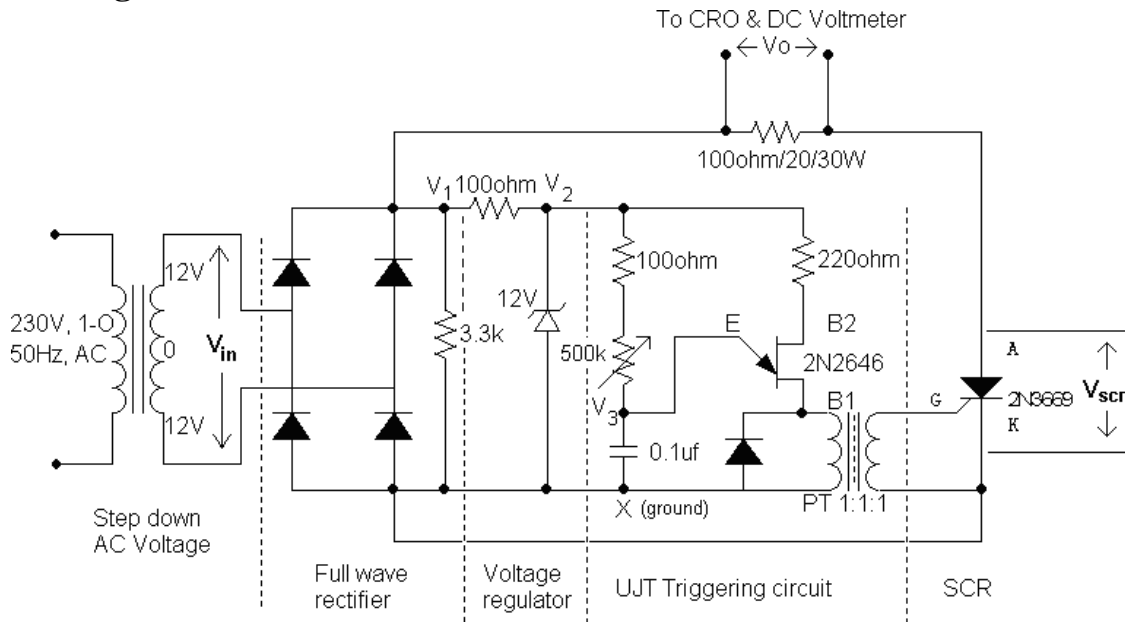 To CRO & DC Voltmeter
Vo
100ohm/20/30W
V1
100ohm
V2
12V
230V, 1-O
50Hz, AC
0
Vin
12V
3.3k
12V
100ohm
220ohm
500k
E
B2
2N2646
V3
B1
0.1uf
X (ground)
PT 1:1:1
A
G
2N3669
K
Vscr
Step down
AC Voltage
Full wave
rectifier
Voltage
regulator
UJT Triggering circuit
SCR